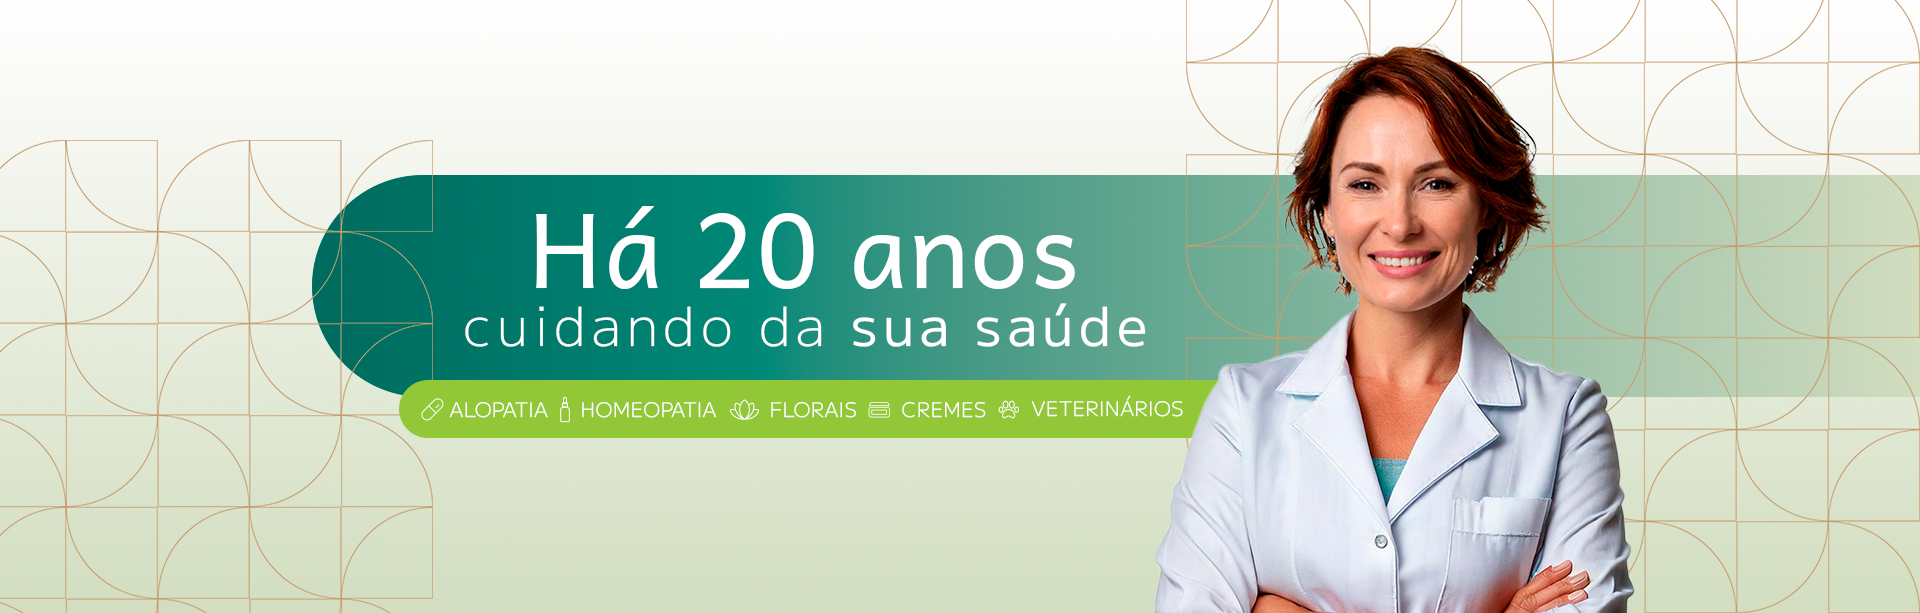 Há 20 anos
cuidando da sua saúde
ALOPATIA HOMEOPATIA FLORAIS CREMES VETERINÁRIOS